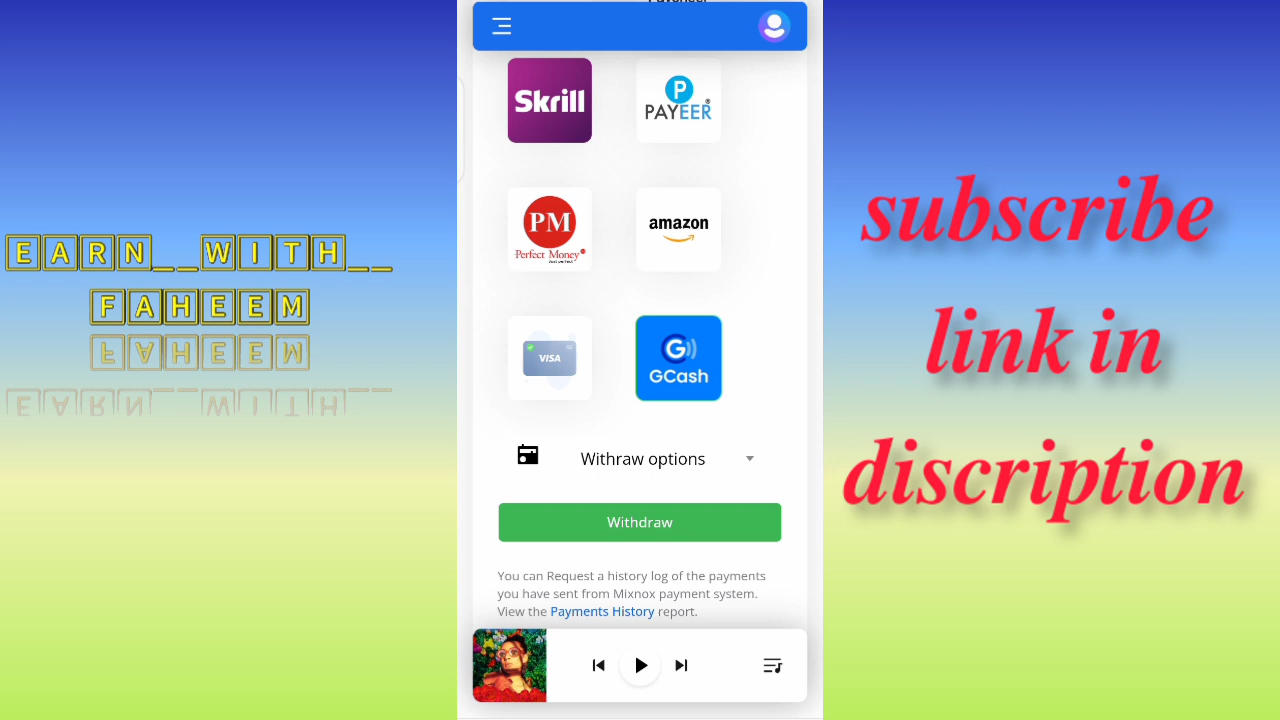 EARN__WITH__
FAHEEM
Skrill
P
PAYEER®
PM
Perfect Money
amazon
VISA
G
GCash
Withraw options
Withdraw
You can Request a history log of the payments
you have sent from Mixnox payment system.
View the Payments History report.
subscribe
link in
discription